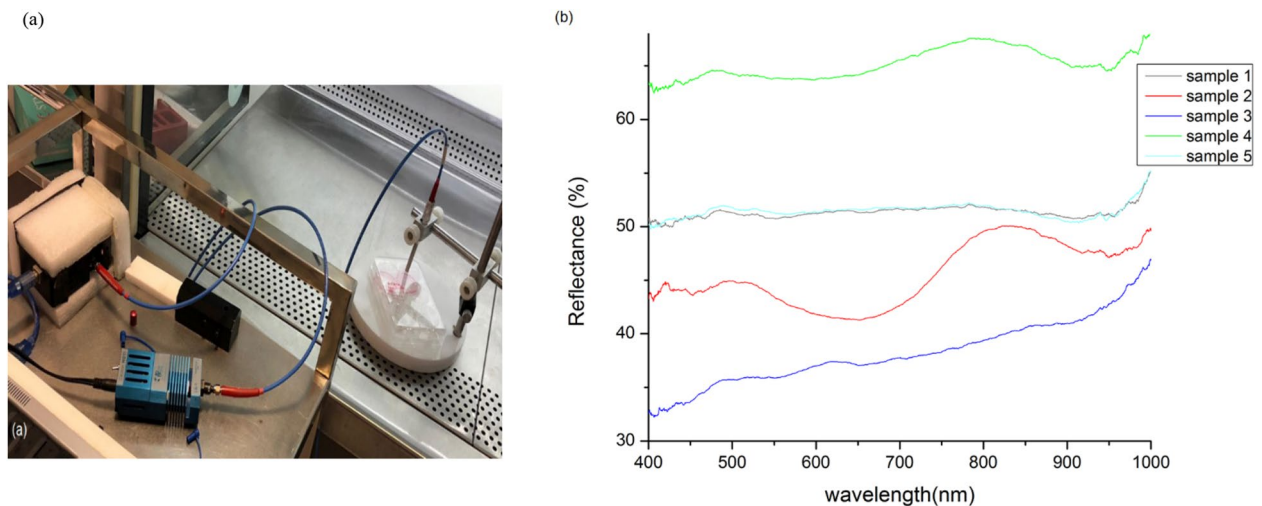 (a)
(a)
(b)
Reflectance (%)
60
50
40
30
400
500
600
700
800
900
1000
wavelength(nm)
sample 1
sample 2
sample 3
sample 4
sample 5